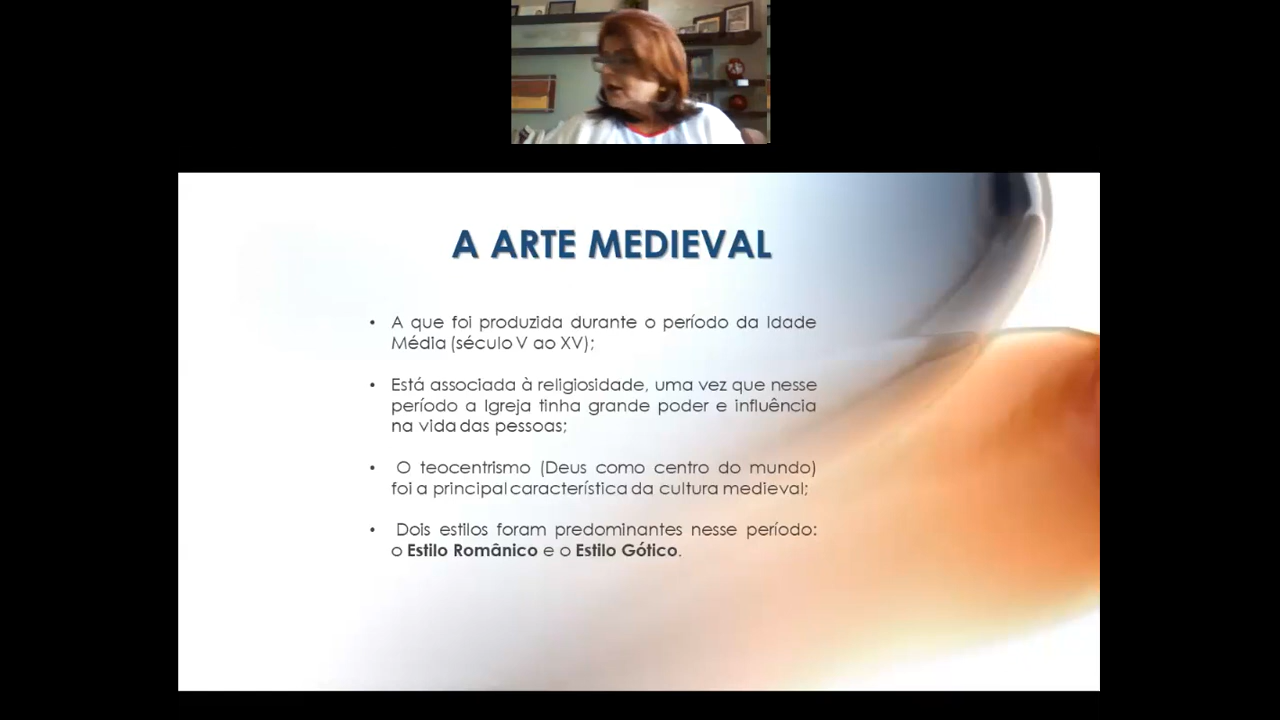 A ARTE MEDIEVAL
• A que foi produzida durante o período da Idade
Média (século V ao XV);
• Está associada à religiosidade, uma vez que nesse
período a Igreja tinha grande poder e influência
na vida das pessoas;
• O teocentrismo (Deus como centro do mundo)
foi a principal característica da cultura medieval;
• Dois estilos foram predominantes nesse período:
o Estilo Românico e o Estilo Gótico.